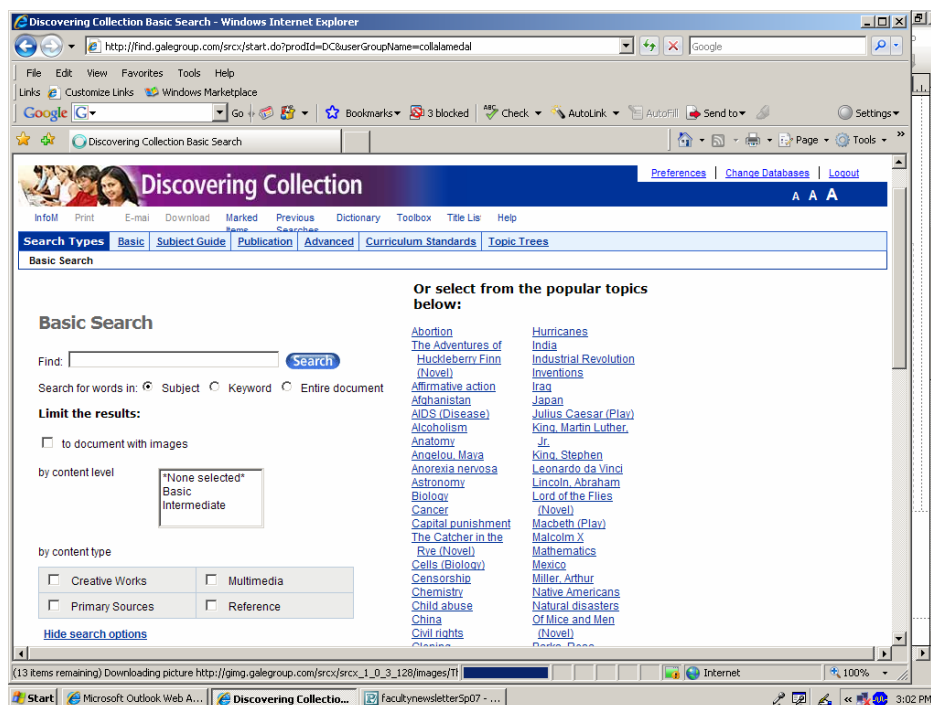 Discovering Collection Basic Search - Windows Internet Explorer
http://find.galegroup.com/srcx/start.do?prodId=DC&userGroupName=collalamedal
Google
File Edit View Favorites Tools Help
Links Customize Links Windows Marketplace
Google G Go Bookmarks 3 blocked ABC Check AutoLink AutoFill Send to Settings
Discovering Collection Basic Search Page Tools »
Discovering Collection
Preferences Change Databases Logout
A A A
InfoM Print E-mai Download Marked Items Previous Searches Dictionary Toolbox Title Lis Help
Search Types Basic Subject Guide Publication Advanced Curriculum Standards Topic Trees
Basic Search
Basic Search
Find: Search
Search for words in: Subject Keyword Entire document
Limit the results:
to document with images
by content level
*None selected*
Basic
Intermediate
by content type
Creative Works Multimedia
Primary Sources Reference
Hide search options
Or select from the popular topics
below:
Abortion
The Adventures of
Huckleberry Finn
(Novel)
Affirmative action
Afghanistan
AIDS (Disease)
Alcoholism
Anatomy
Angelou, Maya
Anorexia nervosa
Astronomy
Biology
Cancer
Capital punishment
The Catcher in the
Rye (Novel)
Cells (Biology)
Censorship
Chemistry
Child abuse
China
Civil rights
Cloning
Hurricanes
India
Industrial Revolution
Inventions
Iraq
Japan
Julius Caesar (Play)
King, Martin Luther,
Jr.
King, Stephen
Leonardo da Vinci
Lincoln, Abraham
Lord of the Flies
(Novel)
Macbeth (Play)
Malcolm X
Mathematics
Mexico
Miller, Arthur
Native Americans
Natural disasters
Of Mice and Men
(Novel)
Parks, Rosa
(13 items remaining) Downloading picture http://gimg.galegroup.com/srcx/srcx_1_0_3_128/images/Th Internet 100%
Start Microsoft Outlook Web A... Discovering Collectio... facultynewsletterSp07 - ... « 3:02 PM